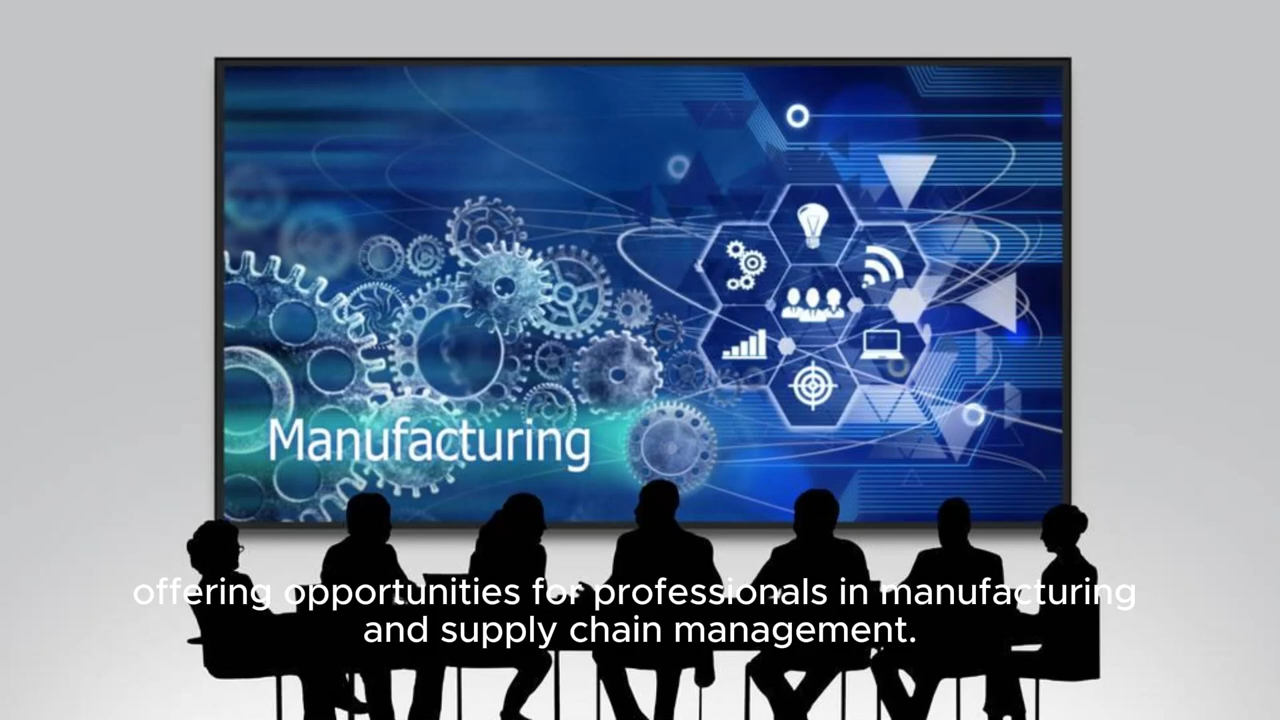 Manufacturing
offering opportunities for professionals in manufacturing
and supply chain management.